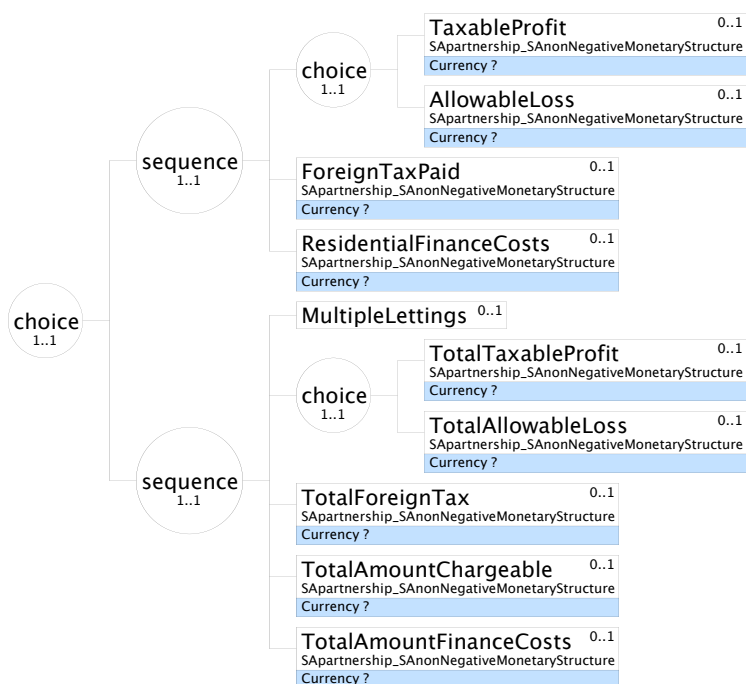 TaxableProfit 0..1
SApartnership_SAnonNegativeMonetaryStructure
Currency ?
choice
1..1
AllowableLoss 0..1
SApartnership_SAnonNegativeMonetaryStructure
Currency ?
sequence
1..1
ForeignTaxPaid 0..1
SApartnership_SAnonNegativeMonetaryStructure
Currency ?
ResidentialFinanceCosts 0..1
SApartnership_SAnonNegativeMonetaryStructure
Currency ?
choice
1..1
MultipleLettings 0..1
TotalTaxableProfit 0..1
SApartnership_SAnonNegativeMonetaryStructure
Currency ?
choice
1..1
TotalAllowableLoss 0..1
SApartnership_SAnonNegativeMonetaryStructure
Currency ?
sequence
1..1
TotalForeignTax 0..1
SApartnership_SAnonNegativeMonetaryStructure
Currency ?
TotalAmountChargeable 0..1
SApartnership_SAnonNegativeMonetaryStructure
Currency ?
TotalAmountFinanceCosts 0..1
SApartnership_SAnonNegativeMonetaryStructure
Currency ?